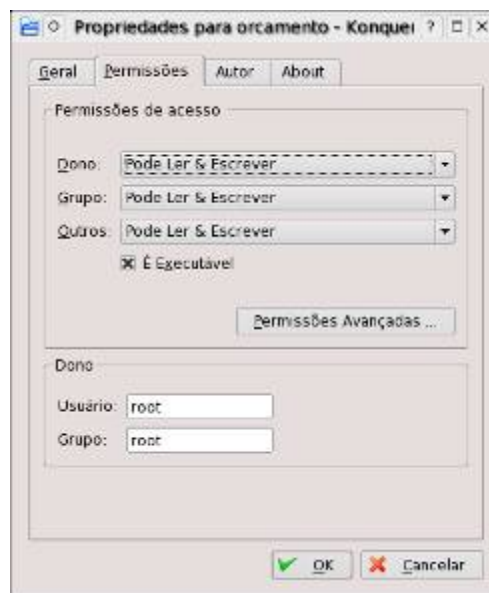 Propriedades para orcamento - Konquer ?
Geral Permissões Autor About
Permissões de acesso
Dono: Pode Ler & Escrever
Grupo: Pode Ler & Escrever
Outros: Pode Ler & Escrever
É Executável
Permissões Avançadas ...
Dono
Usuário: root
Grupo: root
OK Cancelar